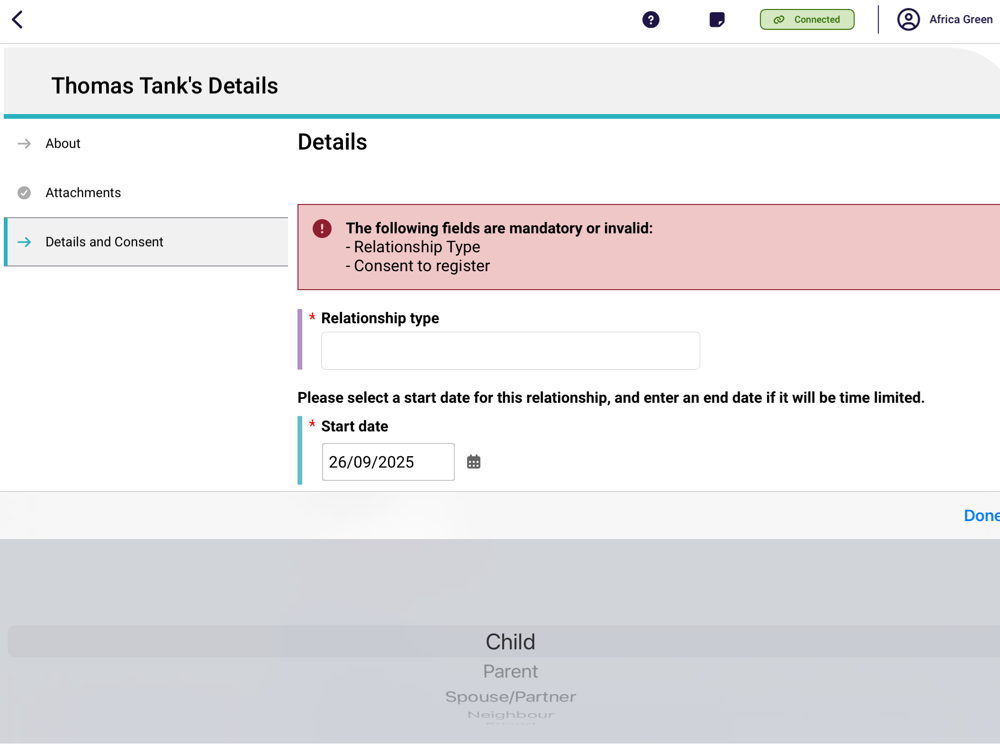 Connected
Africa Green
Thomas Tank's Details
About
Attachments
Details and Consent
Details
The following fields are mandatory or invalid:
- Relationship Type
- Consent to register
* Relationship type
Please select a start date for this relationship, and enter an end date if it will be time limited.
* Start date
26/09/2025
Done
Child
Parent
Spouse/Partner
Neighbour
Friend